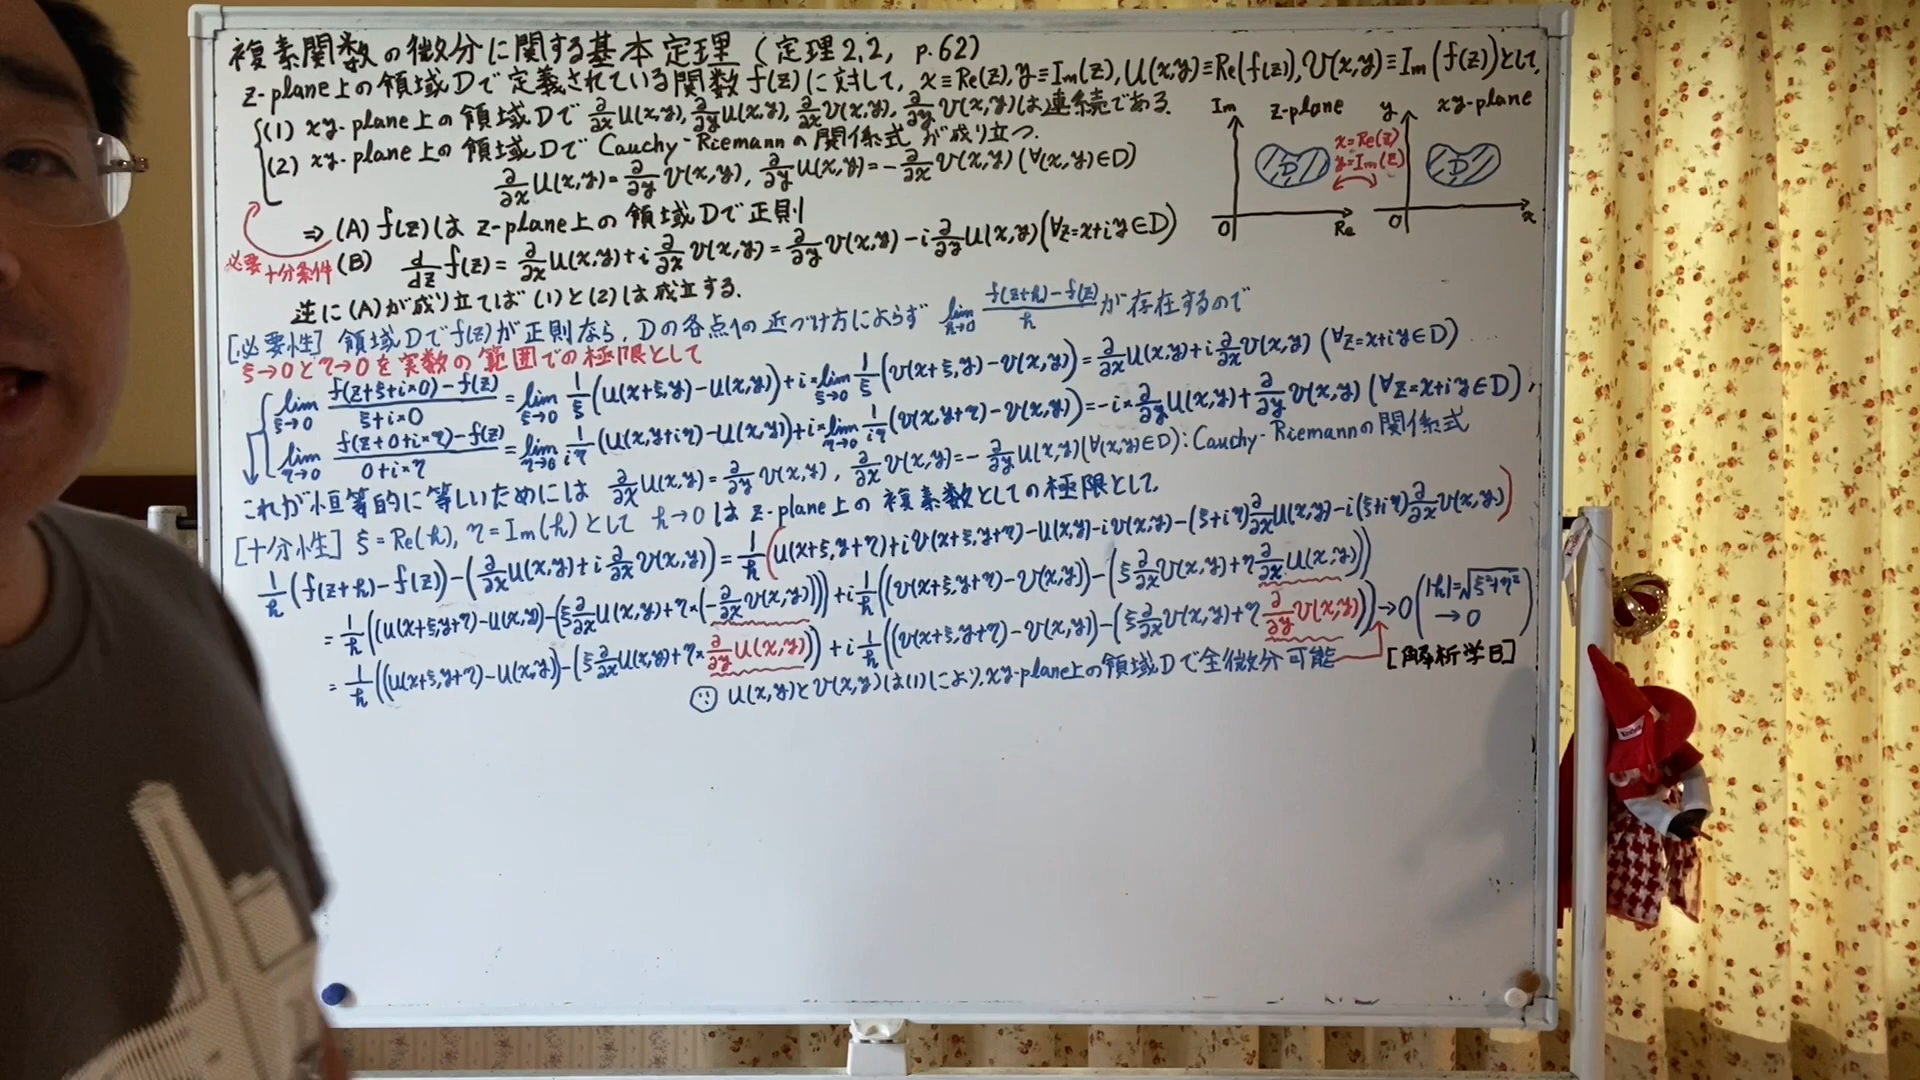 複素関数の微分に関する基本定理 (定理2.2, p.62)
z-plane上の領域Dで定義されている関数 f(z)に対して, x≡Re(z), y≡Im(z), U(x,y)≡Re(f(z)), V(x,y)≡Im(f(z))として,
(1) xy-plane上の領域Dで ∂/∂x U(x,y), ∂/∂y U(x,y), ∂/∂x V(x,y), ∂/∂y V(x,y)は連続である.
(2) xy-plane上の領域Dで Cauchy-Riemannの関係式が成り立つ.
∂/∂x U(x,y) = ∂/∂y V(x,y), ∂/∂y U(x,y) = -∂/∂x V(x,y) (∀(x,y)∈D)
⇒ (A) f(z)は z-plane上の領域Dで正則
必要十分条件
(B) d/dz f(z) = ∂/∂x U(x,y) + i ∂/∂x V(x,y) = ∂/∂y V(x,y) - i ∂/∂y U(x,y) (∀z=x+iy∈D)
逆に(A)が成り立てば(1)と(2)は成立する.
Im z-plane y xy-plane
x=Re(z)
y=Im(z)
D D
O Re O x
[必要性] 領域Dでf(z)が正則なら, Dの各点への近づけ方によらず lim h→0 (f(z+h)-f(z))/h が存在するので
ξ→0とη→0を実数の範囲での極限として
lim ξ→0 (f(z+ξ+i×0)-f(z))/(ξ+i×0) = lim ξ→0 1/ξ (U(x+ξ,y)-U(x,y)) + i×lim ξ→0 1/ξ (V(x+ξ,y)-V(x,y)) = ∂/∂x U(x,y) + i ∂/∂x V(x,y) (∀z=x+iy∈D)
lim η→0 (f(z+0+i×η)-f(z))/(0+i×η) = lim η→0 1/iη (U(x,y+iη)-U(x,y)) + i×lim η→0 1/iη (V(x,y+η)-V(x,y)) = -i×∂/∂y U(x,y) + ∂/∂y V(x,y) (∀z=x+iy∈D),
これが恒等的に等しいためには ∂/∂x U(x,y) = ∂/∂y V(x,y), ∂/∂x V(x,y) = -∂/∂y U(x,y) (∀(x,y)∈D): Cauchy-Riemannの関係式
[十分性] ξ=Re(h), η=Im(h)として h→0は z-plane上の複素数としての極限として,
1/h (f(z+h)-f(z)) - (∂/∂x U(x,y) + i ∂/∂x V(x,y)) = 1/h (U(x+ξ,y+η)+iV(x+ξ,y+η)-U(x,y)-iV(x,y)-(ξ+iη)∂/∂x U(x,y)-i(ξ+iη)∂/∂x V(x,y))
= 1/h ((U(x+ξ,y+η)-U(x,y))-(ξ∂/∂x U(x,y)+η×(-∂/∂x V(x,y)))) + i 1/h ((V(x+ξ,y+η)-V(x,y))-(ξ∂/∂x V(x,y)+η∂/∂x U(x,y)))
= 1/h ((U(x+ξ,y+η)-U(x,y))-(ξ∂/∂x U(x,y)+η×∂/∂y U(x,y))) + i 1/h ((V(x+ξ,y+η)-V(x,y))-(ξ∂/∂x V(x,y)+η∂/∂y V(x,y))) → 0 (|h|=√ξ²+η² → 0)
∵ U(x,y)とV(x,y)は(1)により, xy-plane上の領域Dで全微分可能 [解析学B]